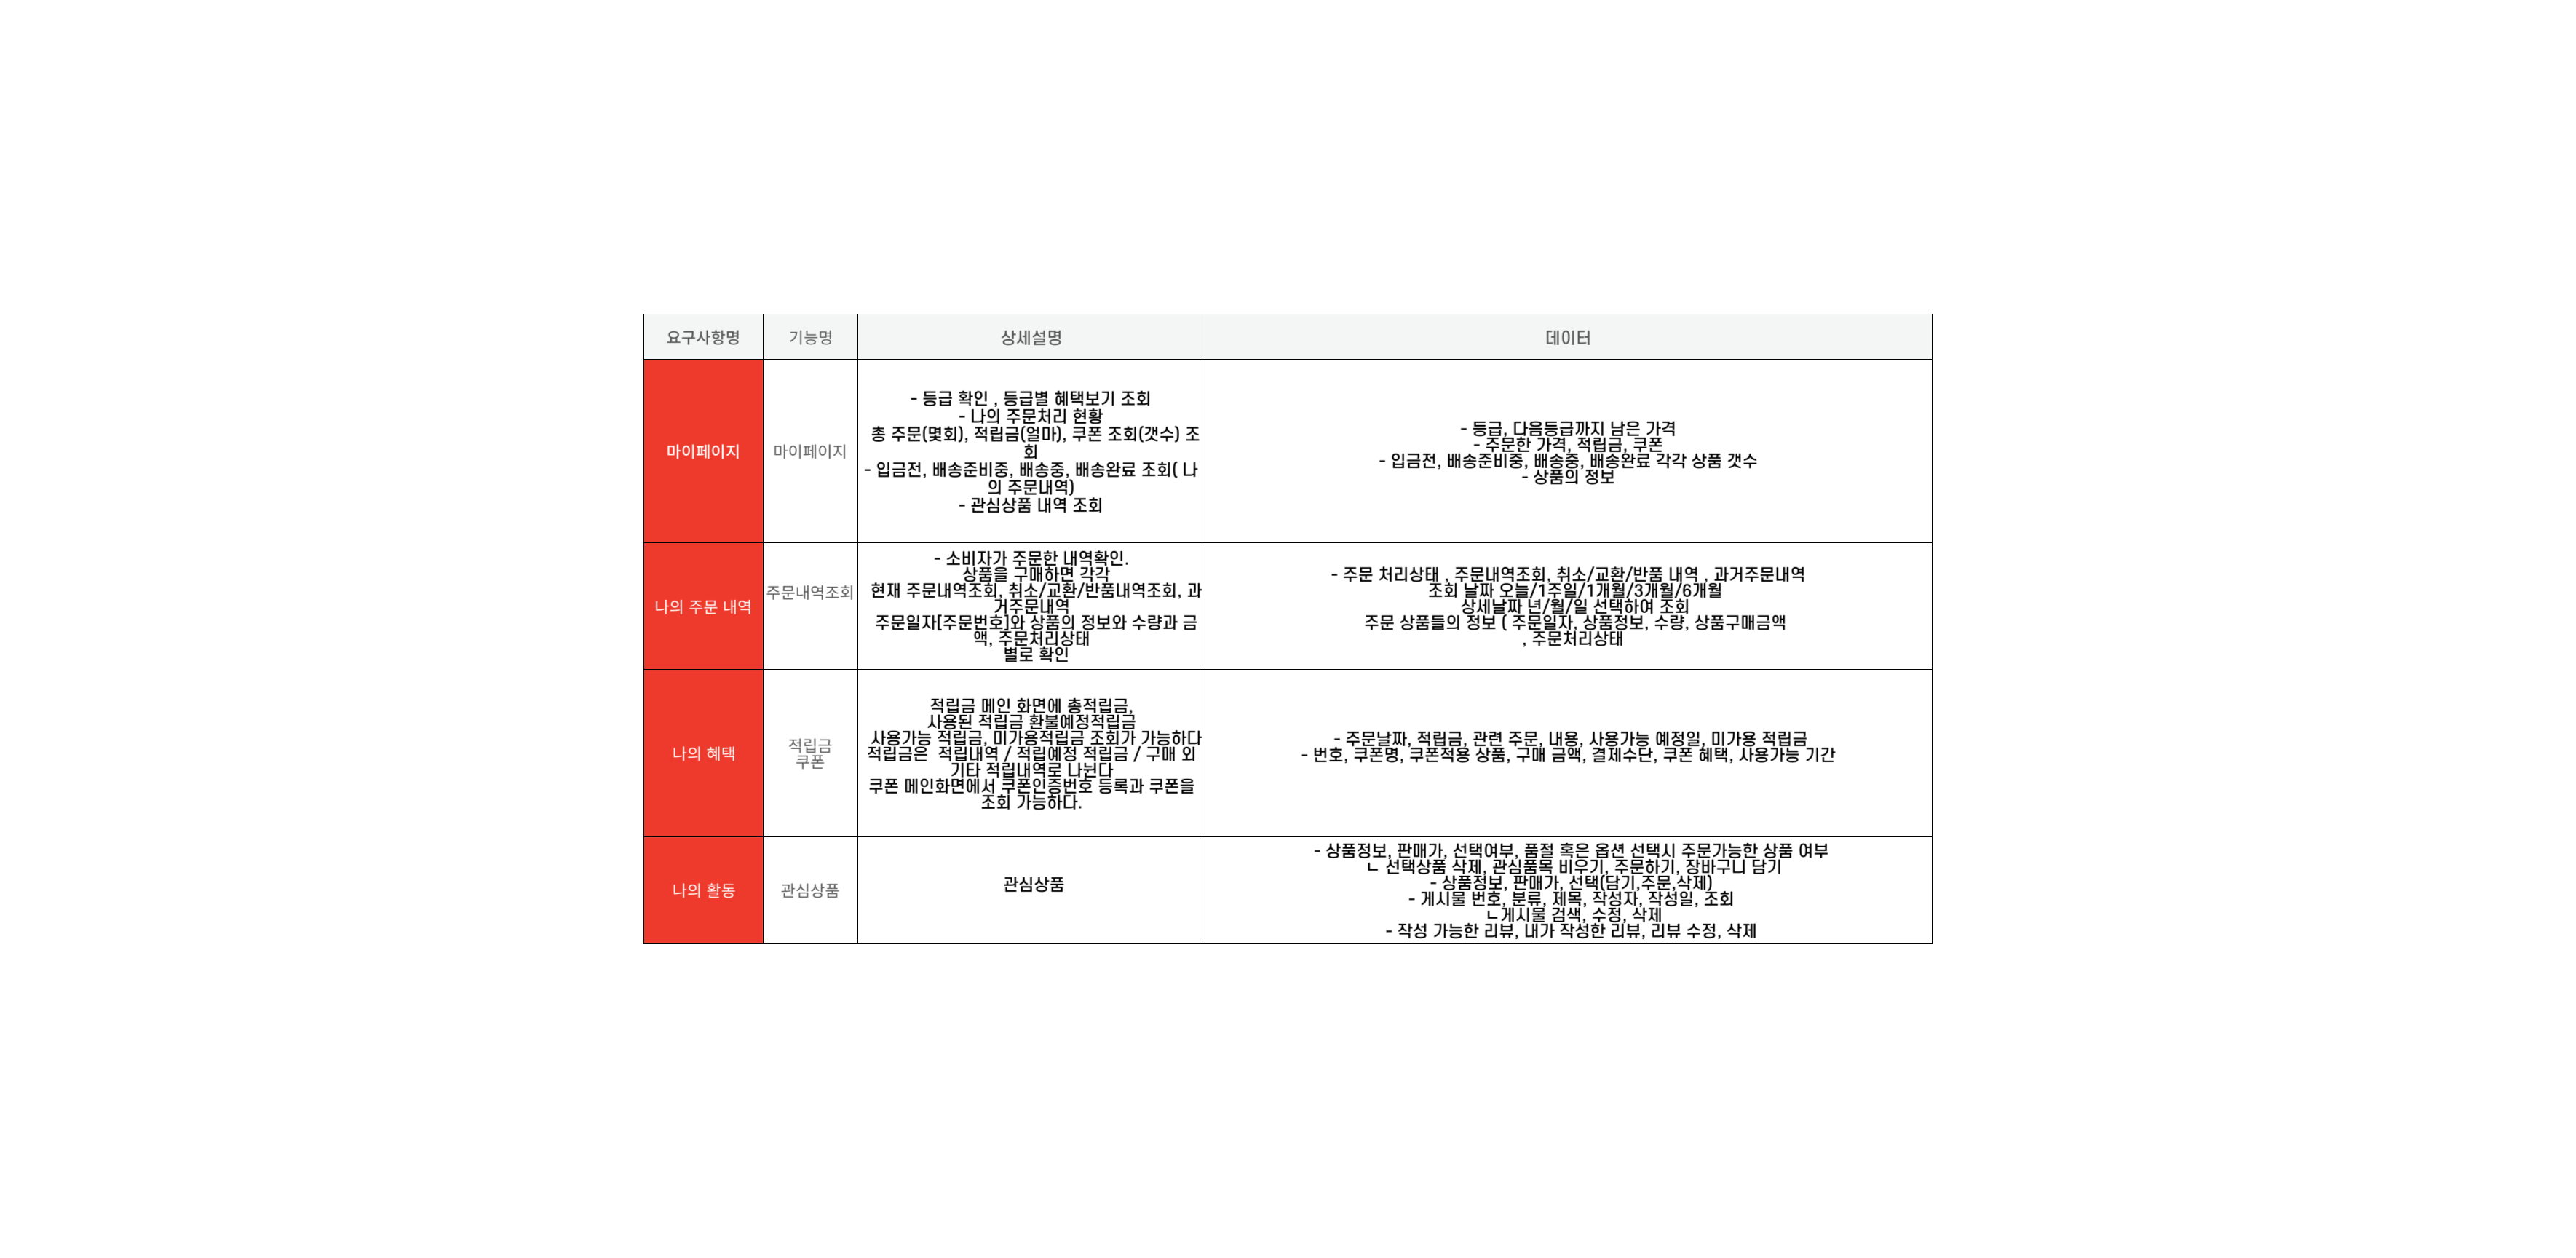 요구사항명 기능명 상세설명 데이터
마이페이지
마이페이지
- 등급 확인 , 등급별 혜택보기 조회
- 나의 주문처리 현황
총 주문(몇회), 적립금(얼마), 쿠폰 조회(갯수) 조
회
- 입금전, 배송준비중, 배송중, 배송완료 조회( 나
의 주문내역)
- 관심상품 내역 조회
- 등급, 다음등급까지 남은 가격
- 주문한 가격, 적립금, 쿠폰
- 입금전, 배송준비중, 배송중, 배송완료 각각 상품 갯수
- 상품의 정보
나의 주문 내역
주문내역조회
- 소비자가 주문한 내역확인.
상품을 구매하면 각각
현재 주문내역조회, 취소/교환/반품내역조회, 과
거주문내역
주문일자[주문번호]와 상품의 정보와 수량과 금
액, 주문처리상태
별로 확인
- 주문 처리상태 , 주문내역조회, 취소/교환/반품 내역 , 과거주문내역
조회 날짜 오늘/1주일/1개월/3개월/6개월
상세날짜 년/월/일 선택하여 조회
주문 상품들의 정보 ( 주문일자, 상품정보, 수량, 상품구매금액
, 주문처리상태
나의 혜택
적립금
쿠폰
적립금 메인 화면에 총적립금,
사용된 적립금 환불예정적립금
사용가능 적립금, 미가용적립금 조회가 가능하다
적립금은 적립내역 / 적립예정 적립금 / 구매 외
기타 적립내역로 나뉜다
쿠폰 메인화면에서 쿠폰인증번호 등록과 쿠폰을
조회 가능하다.
- 주문날짜, 적립금, 관련 주문, 내용, 사용가능 예정일, 미가용 적립금
- 번호, 쿠폰명, 쿠폰적용 상품, 구매 금액, 결제수단, 쿠폰 혜택, 사용가능 기간
나의 활동
관심상품
관심상품
- 상품정보, 판매가, 선택여부, 품절 혹은 옵션 선택시 주문가능한 상품 여부
ㄴ 선택상품 삭제, 관심품목 비우기, 주문하기, 장바구니 담기
- 상품정보, 판매가, 선택(담기,주문,삭제)
- 게시물 번호, 분류, 제목, 작성자, 작성일, 조회
ㄴ게시물 검색, 수정, 삭제
- 작성 가능한 리뷰, 내가 작성한 리뷰, 리뷰 수정, 삭제